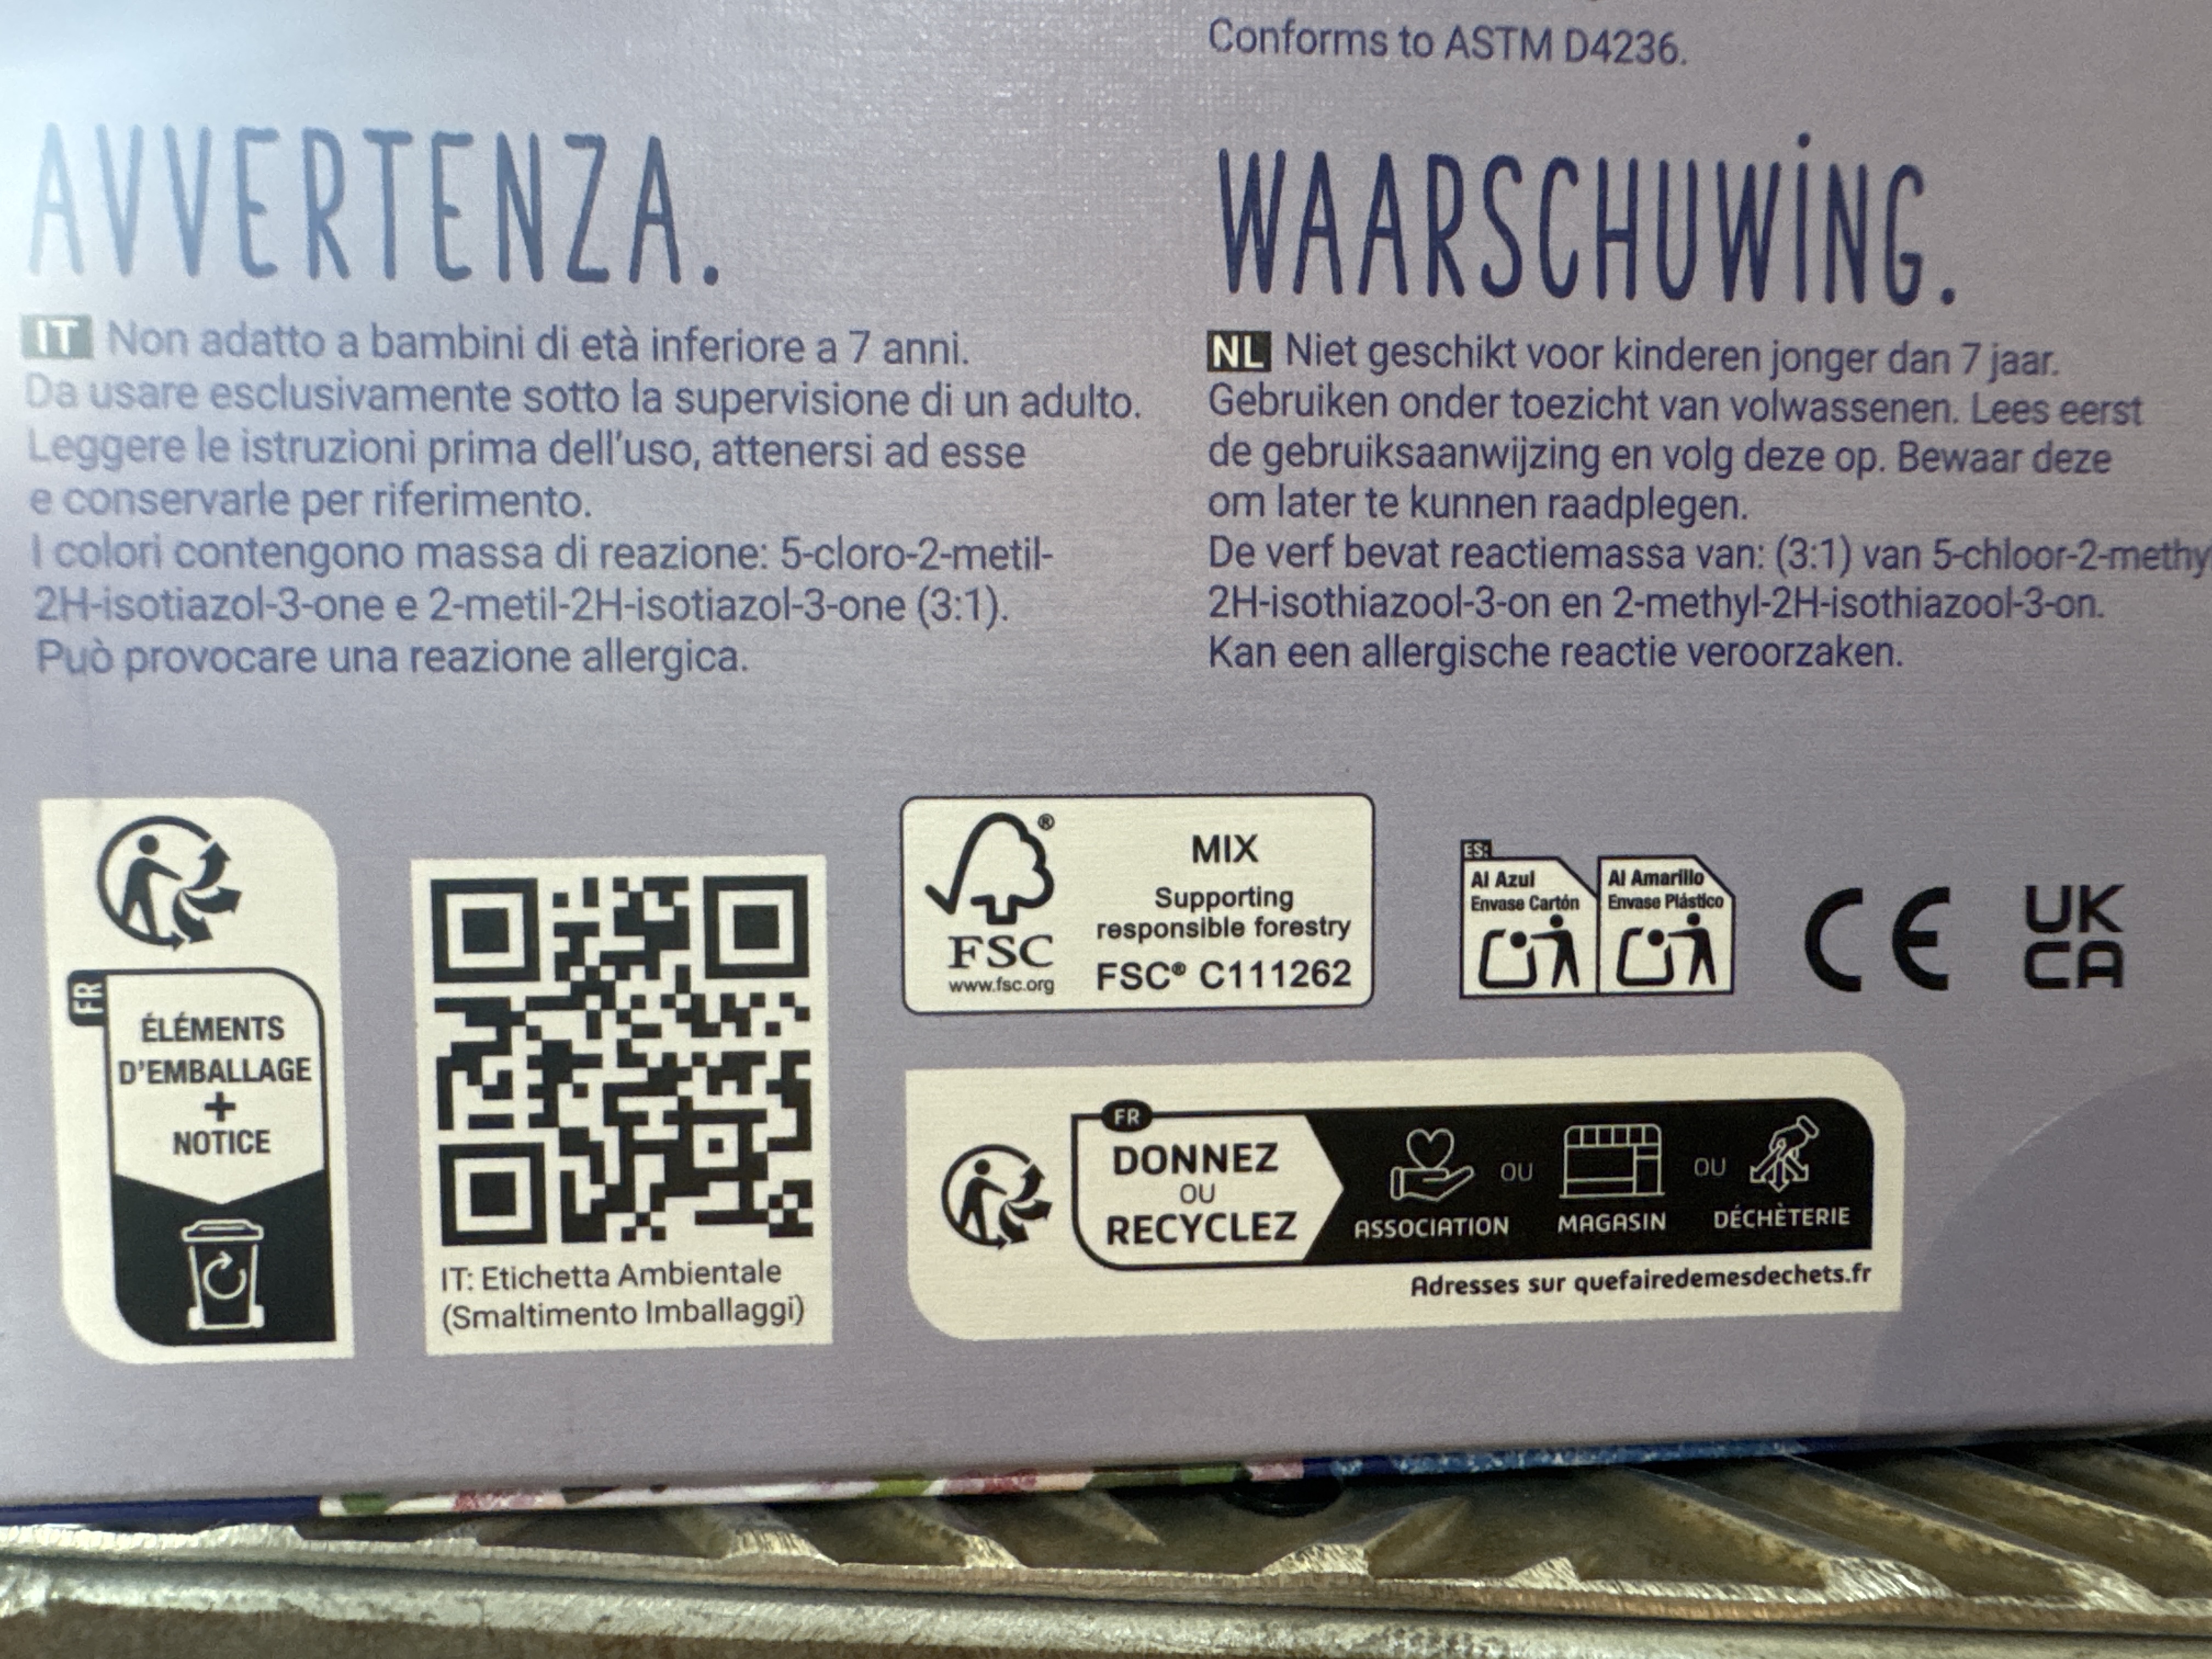 Conforms to ASTM D4236.
AVVERTENZA.
IT Non adatto a bambini di età inferiore a 7 anni.
Da usare esclusivamente sotto la supervisione di un adulto.
Leggere le istruzioni prima dell'uso, attenersi ad esse
e conservarle per riferimento.
I colori contengono massa di reazione: 5-cloro-2-metil-
2H-isotiazol-3-one e 2-metil-2H-isotiazol-3-one (3:1).
Può provocare una reazione allergica.
WAARSCHUWING.
NL Niet geschikt voor kinderen jonger dan 7 jaar.
Gebruiken onder toezicht van volwassenen. Lees eerst
de gebruiksaanwijzing en volg deze op. Bewaar deze
om later te kunnen raadplegen.
De verf bevat reactiemassa van: (3:1) van 5-chloor-2-methyl
2H-isothiazool-3-on en 2-methyl-2H-isothiazool-3-on.
Kan een allergische reactie veroorzaken.
FR
ÉLÉMENTS
D'EMBALLAGE
+
NOTICE
IT: Etichetta Ambientale
(Smaltimento Imballaggi)
®
FSC
www.fsc.org
MIX
Supporting
responsible forestry
FSC® C111262
ES:
Al Azul
Envase Cartón
Al Amarillo
Envase Plástico
CE
UK
CA
FR
DONNEZ
OU
RECYCLEZ
ASSOCIATION
OU
MAGASIN
OU
DÉCHÈTERIE
Adresses sur quefairedemesdechets.fr